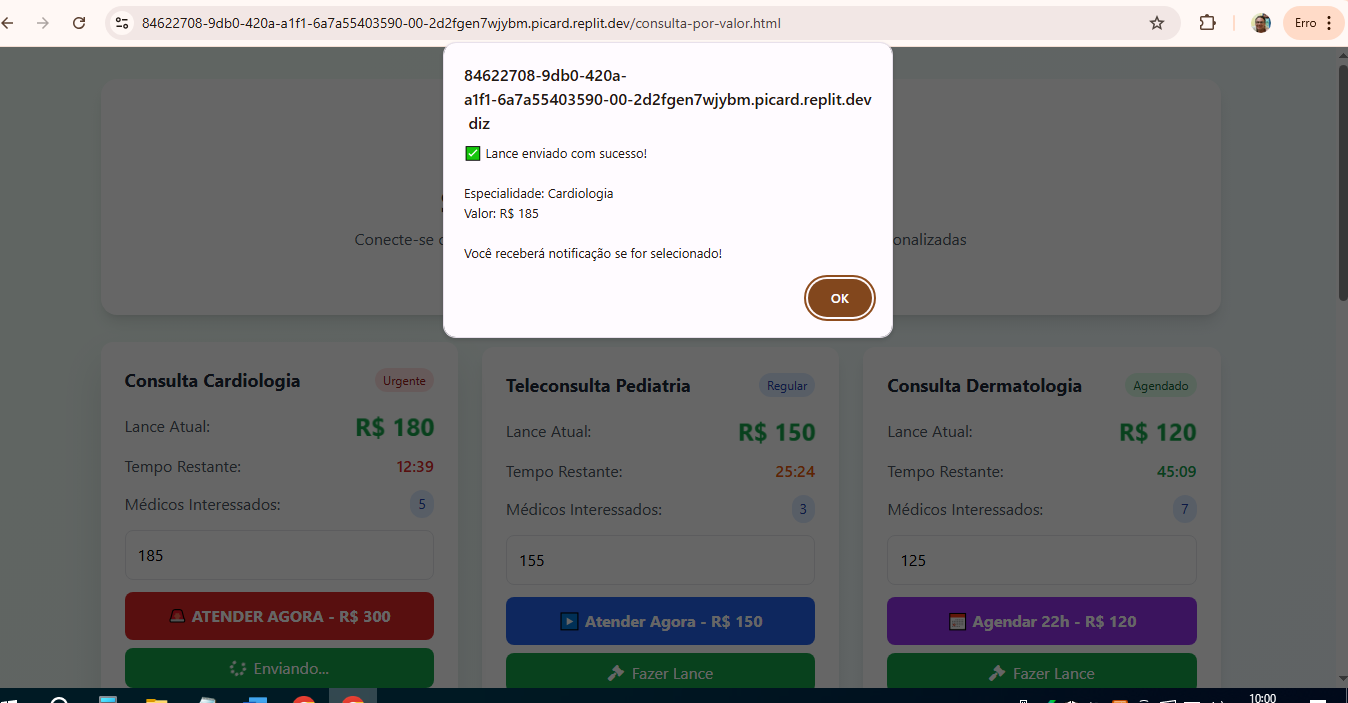 84622708-9db0-420a-a1f1-6a7a55403590-00-2d2fgen7wjybm.picard.replit.dev/consulta-por-valor.html
Erro
84622708-9db0-420a-
a1f1-6a7a55403590-00-2d2fgen7wjybm.picard.replit.dev
diz
✅ Lance enviado com sucesso!
Especialidade: Cardiologia
Valor: R$ 185
Você receberá notificação se for selecionado!
OK
Conecte-se
Consulta Cardiologia
Urgente
Lance Atual:
R$ 180
Tempo Restante:
12:39
Médicos Interessados:
5
185
🚨 ATENDER AGORA - R$ 300
Enviando...
Teleconsulta Pediatria
Regular
Lance Atual:
R$ 150
Tempo Restante:
25:24
Médicos Interessados:
3
155
▶️ Atender Agora - R$ 150
Fazer Lance
Consulta Dermatologia
Agendado
Lance Atual:
R$ 120
Tempo Restante:
45:09
Médicos Interessados:
7
125
📅 Agendar 22h - R$ 120
Fazer Lance
10:00